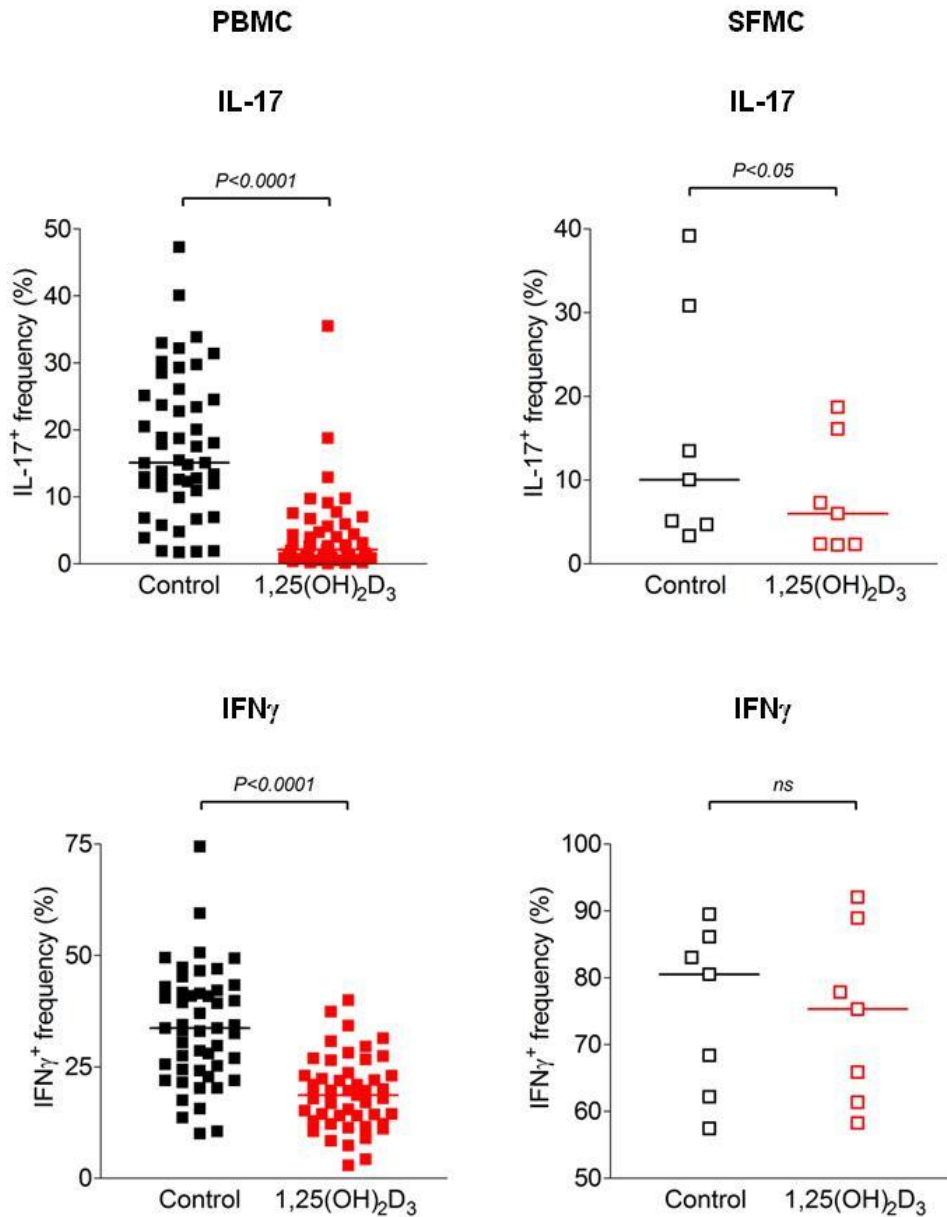 PBMC
SFMC
IL-17
IL-17
P<0.0001
P<0.05
IL-17⁺ frequency (%)
50
40
30
20
10
0
Control
1,25(OH)₂D₃
IL-17⁺ frequency (%)
40
30
20
10
0
Control
1,25(OH)₂D₃
IFNγ
IFNγ
P<0.0001
ns
IFNγ⁺ frequency (%)
75
50
25
0
Control
1,25(OH)₂D₃
IFNγ⁺ frequency (%)
100
90
80
70
60
50
Control
1,25(OH)₂D₃